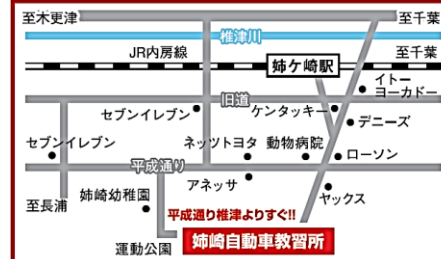 至木更津
至千葉
椎津川
JR内房線
至千葉
姉ケ崎駅
イトー
ヨーカドー
旧道
セブンイレブン
ケンタッキー
デニーズ
セブンイレブン
ネッツトヨタ
動物病院
ローソン
平成通り
アネッサ
ヤックス
至長浦
姉崎幼稚園
平成通り椎津よりすぐ!!
運動公園
姉崎自動車教習所